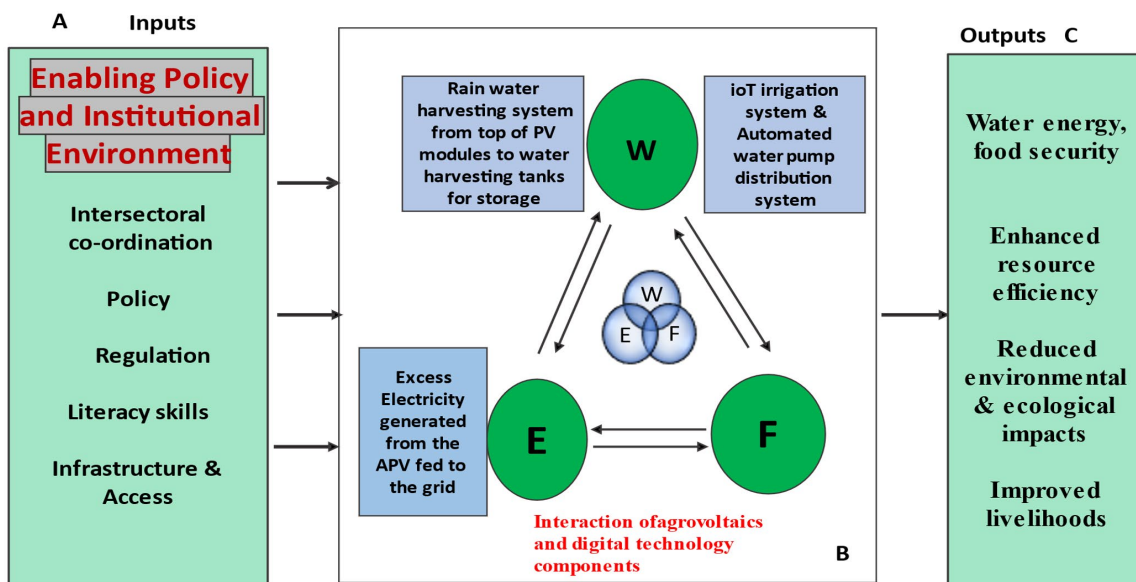 A
Inputs
Enabling Policy
and Institutional
Environment
Intersectoral
co-ordination
Policy
Regulation
Literacy skills
Infrastructure &
Access
Rain water
harvesting system
from top of PV
modules to water
harvesting tanks
for storage
W
ioT irrigation
system &
Automated
water pump
distribution
system
W
E
F
Excess
Electricity
generated
from the
APV fed to
the grid
E
F
Interaction ofagrovoltaics
and digital technology
components
B
Outputs C
Water energy,
food security
Enhanced
resource
efficiency
Reduced
environmental
& ecological
impacts
Improved
livelihoods